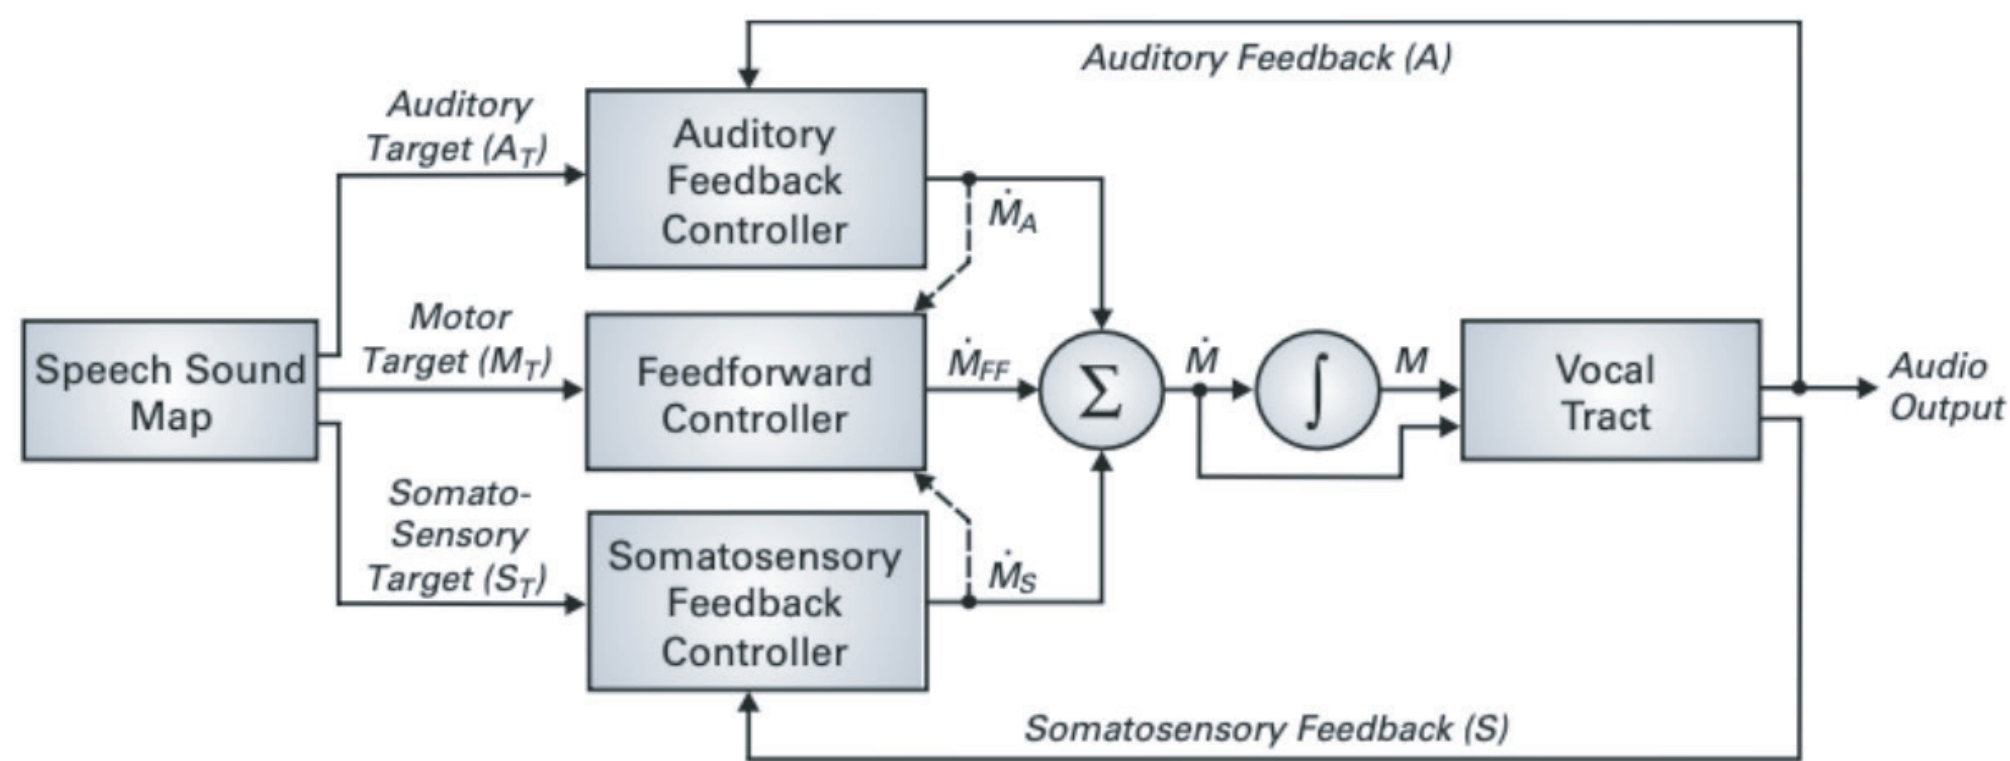 Auditory Feedback (A)
Auditory
Target (A_T)
Auditory
Feedback
Controller
Ṁ_A
Speech Sound
Map
Motor
Target (M_T)
Feedforward
Controller
Ṁ_FF
Σ
Ṁ
∫
M
Vocal
Tract
Audio
Output
Somato-
Sensory
Target (S_T)
Somatosensory
Feedback
Controller
Ṁ_S
Somatosensory Feedback (S)